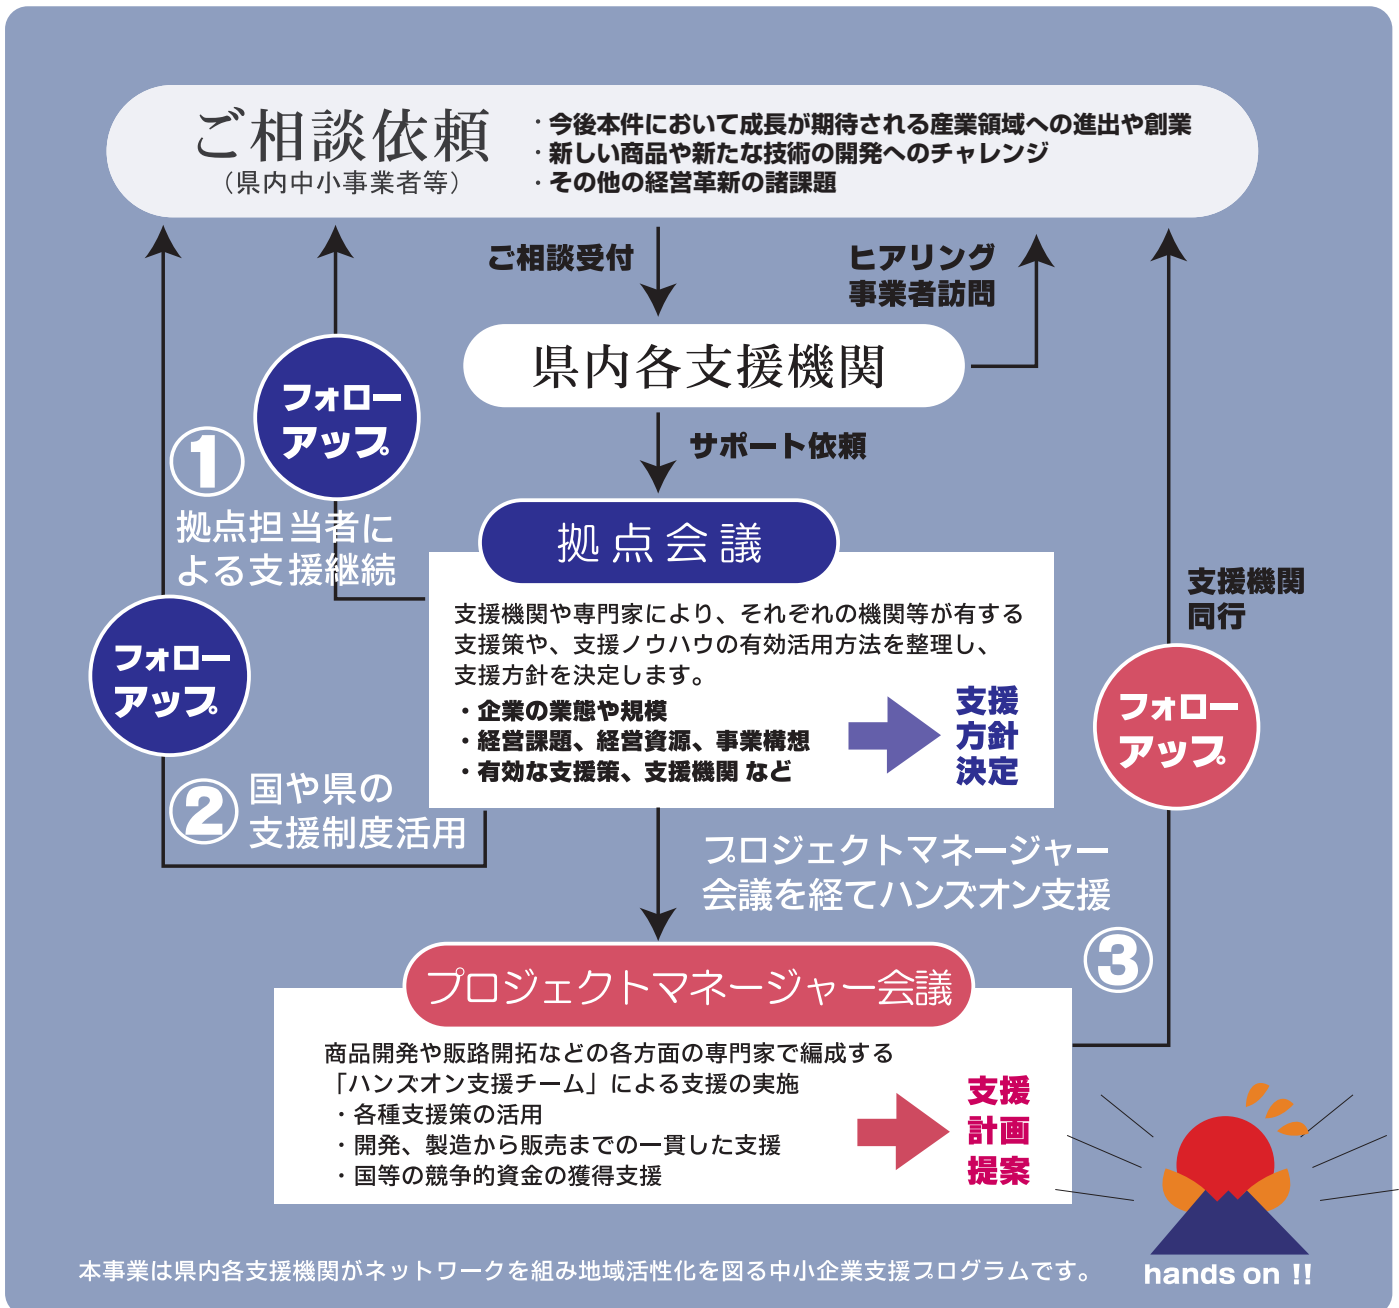 ご相談依頼
（県内中小事業者等）
・今後本件において成長が期待される産業領域への進出や創業
・新しい商品や新たな技術の開発へのチャレンジ
・その他の経営革新の諸課題
ご相談受付
ヒアリング
事業者訪問
県内各支援機関
サポート依頼
フォロー
アップ
①
拠点担当者に
よる支援継続
拠点会議
支援機関や専門家により、それぞれの機関等が有する
支援策や、支援ノウハウの有効活用方法を整理し、
支援方針を決定します。
・企業の業態や規模
・経営課題、経営資源、事業構想
・有効な支援策、支援機関 など
支援
方針
決定
支援機関
同行
フォロー
アップ
フォロー
アップ
②
国や県の
支援制度活用
プロジェクトマネージャー
会議を経てハンズオン支援
③
プロジェクトマネージャー会議
商品開発や販路開拓などの各方面の専門家で編成する
「ハンズオン支援チーム」による支援の実施
・各種支援策の活用
・開発、製造から販売までの一貫した支援
・国等の競争的資金の獲得支援
支援
計画
提案
hands on !!
本事業は県内各支援機関がネットワークを組み地域活性化を図る中小企業支援プログラムです。